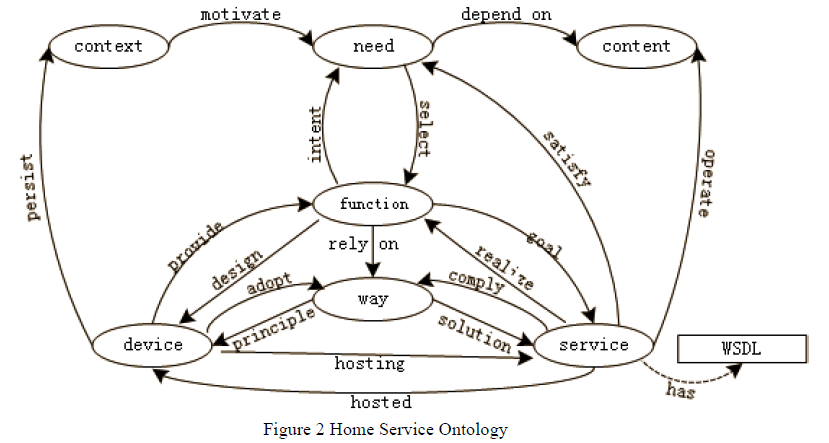 motivate
depend on
context
need
content
intent
select
satisfy
persist
operate
function
provide
rely on
goal
design
realize
adopt
comply
way
principle
solution
device
service
WSDL
hosting
has
hosted
Figure 2 Home Service Ontology